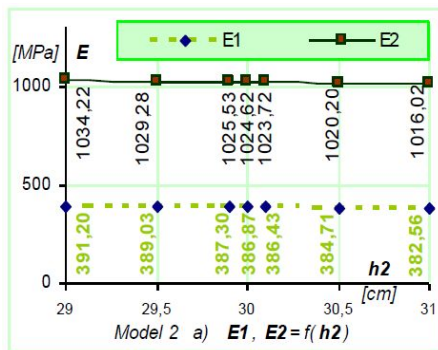 [MPa] E
E1 E2
1000
1034,22 1029,28 1025,53 1024,62 1023,72 1020,20 1016,02
500
391,20 389,03 387,30 386,87 386,43 384,71 382,56
0
h2
29 29,5 30 30,5 31
[cm]
Model 2 a) E1, E2 = f( h2)